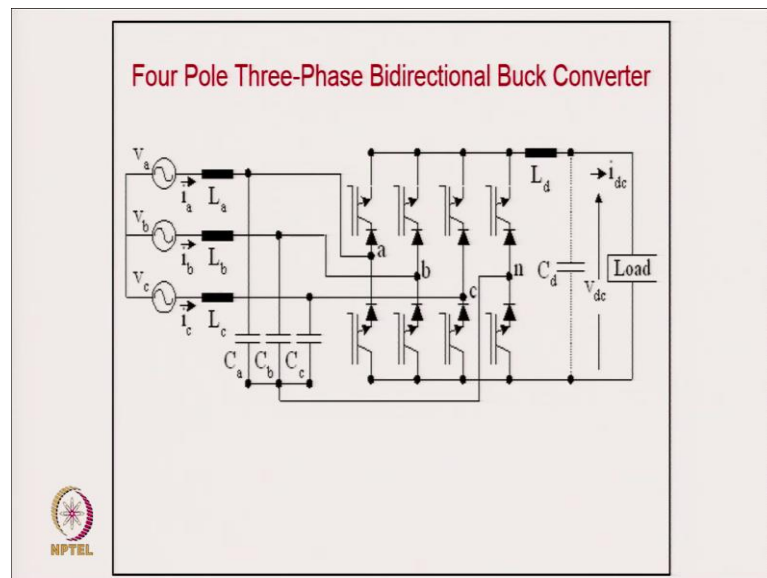 Four Pole Three-Phase Bidirectional Buck Converter
va
ia
La
vb
ib
Lb
vc
ic
Lc
Ca
Cb
Cc
a
b
c
n
Ld
idc
Cd
vdc
Load
NPTEL